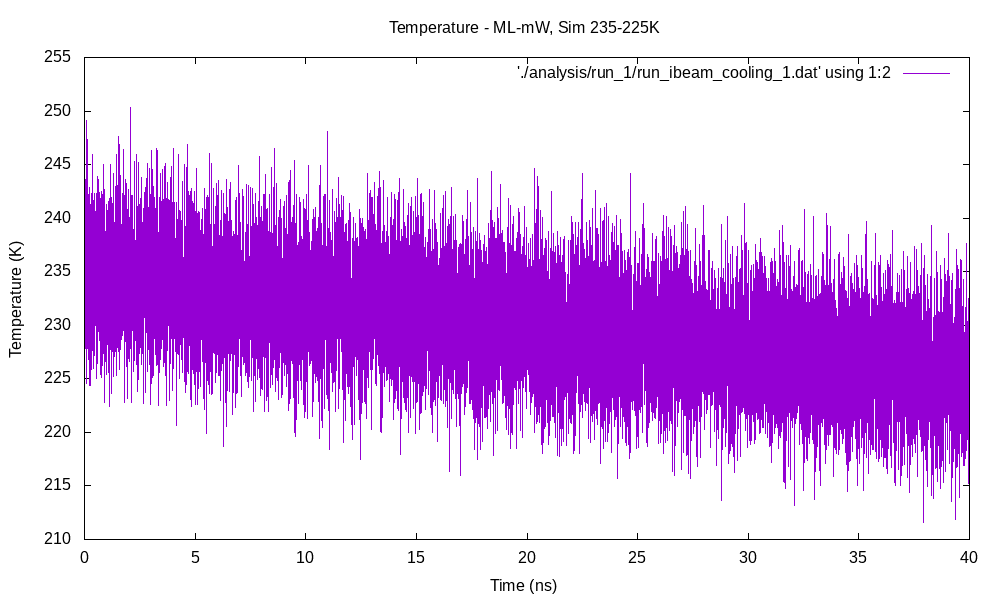 Temperature - ML-mW, Sim 235-225K
'./analysis/run_1/run_ibeam_cooling_1.dat' using 1:2
255
250
245
240
235
230
225
220
215
210
Temperature (K)
0 5 10 15 20 25 30 35 40
Time (ns)